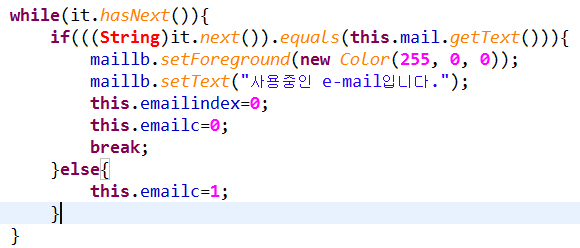 while(it.hasNext()){
    if(((String)it.next()).equals(this.mail.getText())){
        maillb.setForeground(new Color(255, 0, 0));
        maillb.setText("사용중인 e-mail입니다.");
        this.emailindex=0;
        this.emailc=0;
        break;
    }else{
        this.emailc=1;
    }
}